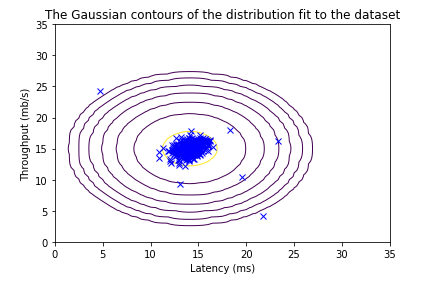 The Gaussian contours of the distribution fit to the dataset
35
30
25
20
15
10
5
0
Throughput (mb/s)
0 5 10 15 20 25 30 35
Latency (ms)